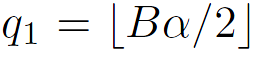 q₁ = ⌊Bα/2⌋